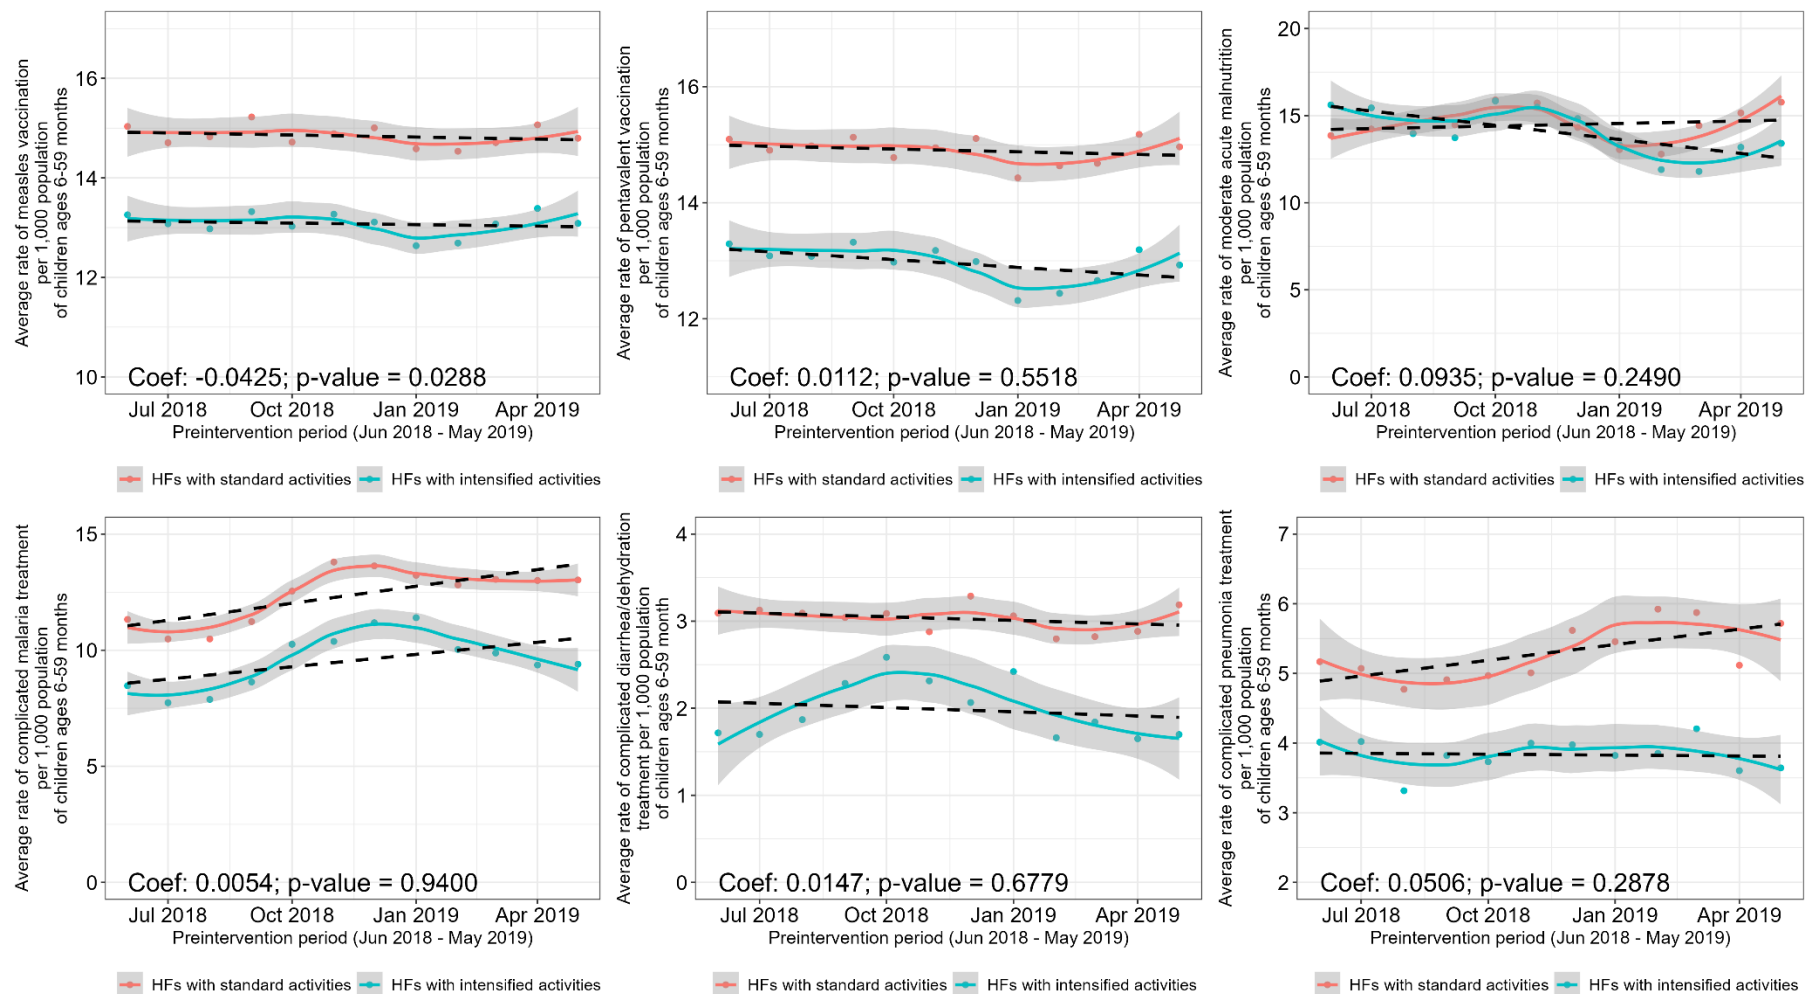 Average rate of measles vaccination
per 1,000 population
of children ages 6-59 months
16
14
12
10
Coef: -0.0425; p-value = 0.0288
Jul 2018 Oct 2018 Jan 2019 Apr 2019
Preintervention period (Jun 2018 - May 2019)
HFs with standard activities HFs with intensified activities
Average rate of pentavalent vaccination
per 1,000 population
of children ages 6-59 months
16
14
12
Coef: 0.0112; p-value = 0.5518
Jul 2018 Oct 2018 Jan 2019 Apr 2019
Preintervention period (Jun 2018 - May 2019)
HFs with standard activities HFs with intensified activities
Average rate of moderate acute malnutrition
per 1,000 population
of children ages 6-59 months
20
15
10
5
0
Coef: 0.0935; p-value = 0.2490
Jul 2018 Oct 2018 Jan 2019 Apr 2019
Preintervention period (Jun 2018 - May 2019)
HFs with standard activities HFs with intensified activities
Average rate of complicated malaria treatment
per 1,000 population
of children ages 6-59 months
15
10
5
0
Coef: 0.0054; p-value = 0.9400
Jul 2018 Oct 2018 Jan 2019 Apr 2019
Preintervention period (Jun 2018 - May 2019)
HFs with standard activities HFs with intensified activities
Average rate of complicated diarrhea/dehydration
treatment per 1,000 population
of children ages 6-59 month
4
3
2
1
0
Coef: 0.0147; p-value = 0.6779
Jul 2018 Oct 2018 Jan 2019 Apr 2019
Preintervention period (Jun 2018 - May 2019)
HFs with standard activities HFs with intensified activities
Average rate of complicated pneumonia treatment
per 1,000 population
of children ages 6-59 months
7
6
5
4
3
2
Coef: 0.0506; p-value = 0.2878
Jul 2018 Oct 2018 Jan 2019 Apr 2019
Preintervention period (Jun 2018 - May 2019)
HFs with standard activities HFs with intensified activities